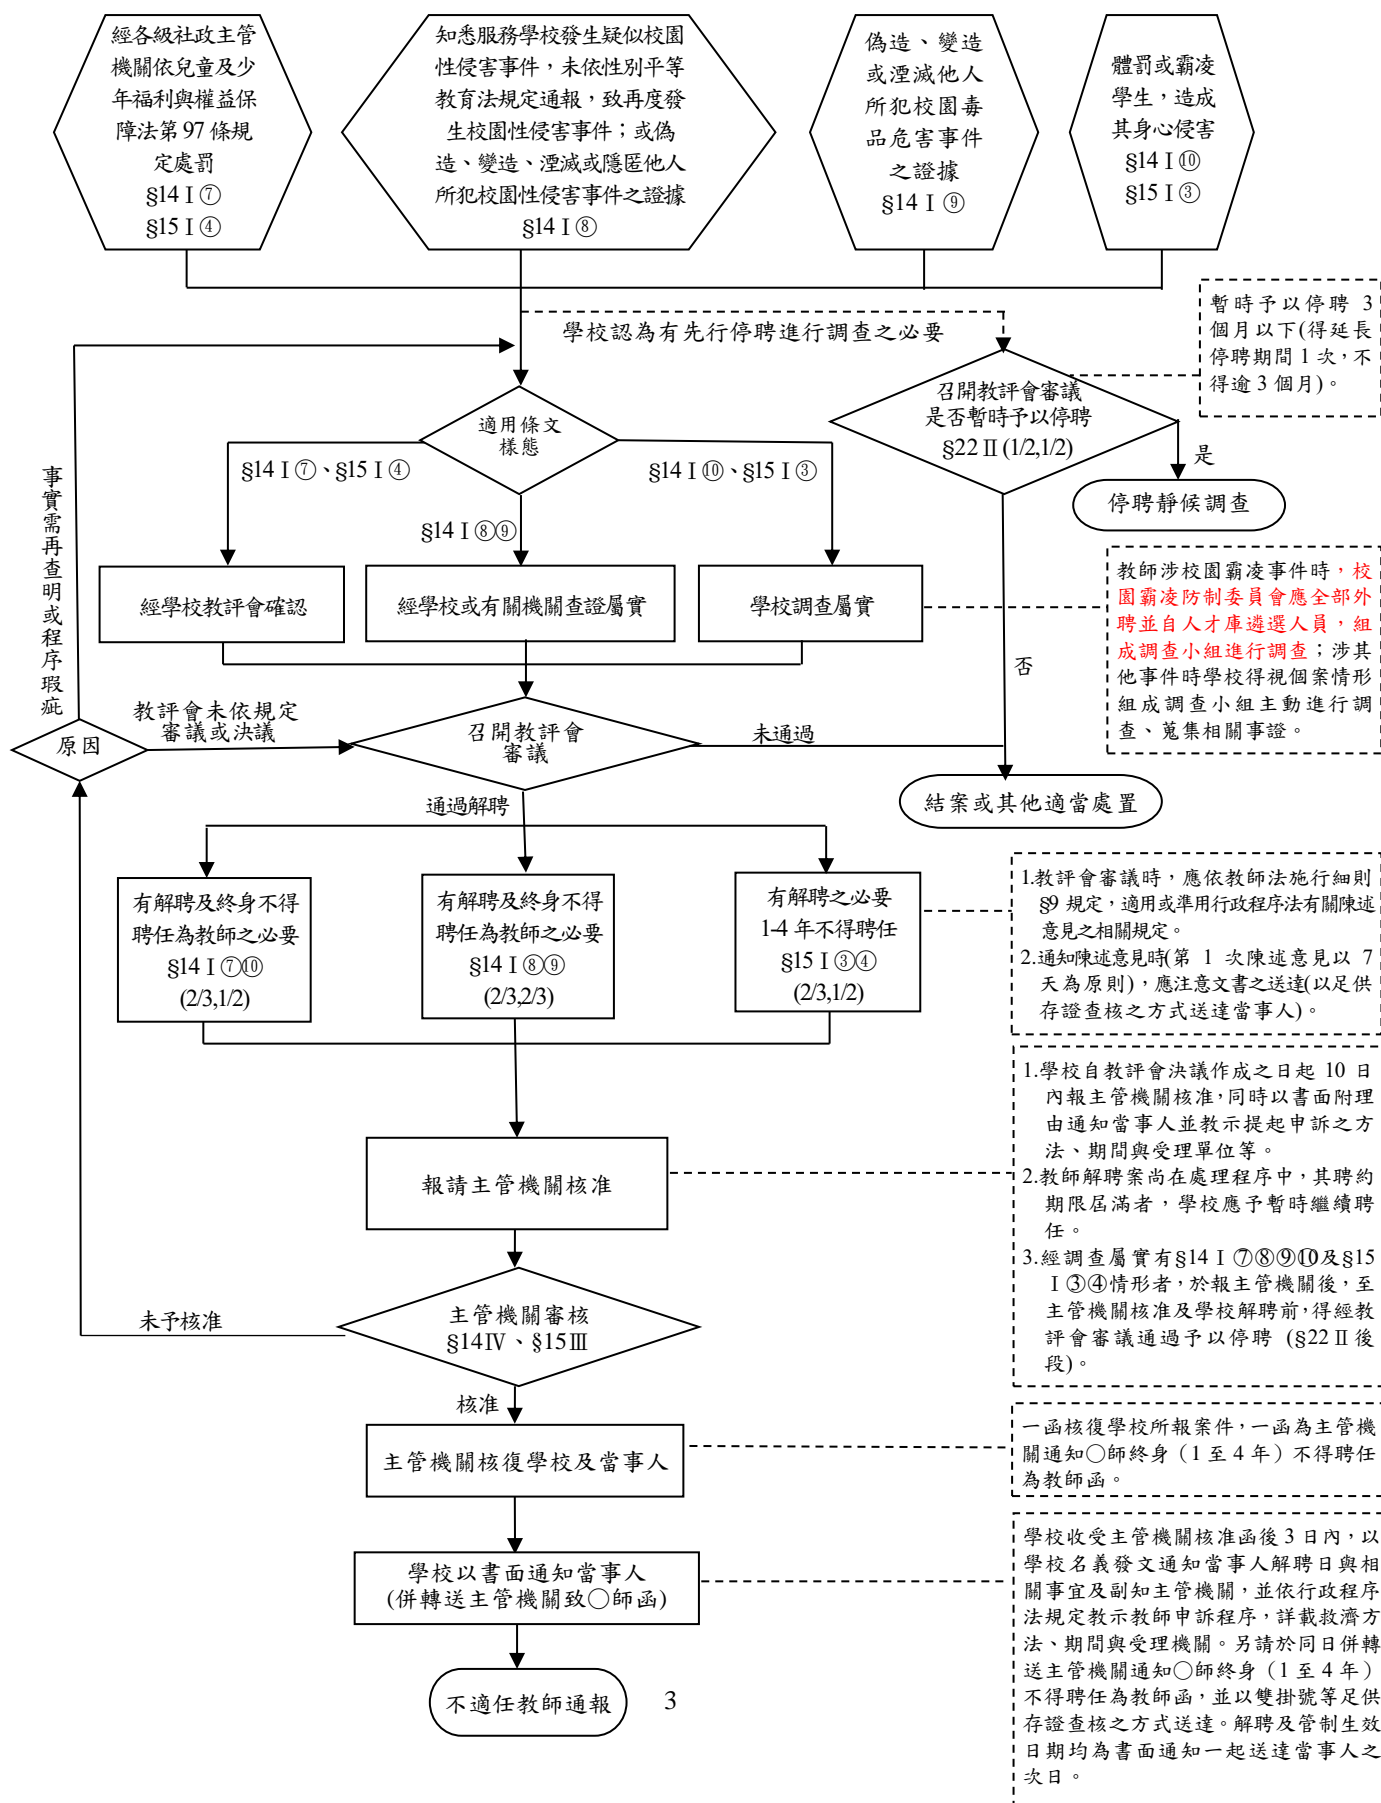 經各級社政主管
機關依兒童及少
年福利與權益保
障法第 97 條規
定處罰
§14 I ⑦
§15 I ④
知悉服務學校發生疑似校園
性侵害事件，未依性別平等
教育法規定通報，致再度發
生校園性侵害事件；或偽
造、變造、湮滅或隱匿他人
所犯校園性侵害事件之證據
§14 I ⑧
偽造、變造
或湮滅他人
所犯校園毒
品危害事件
之證據
§14 I ⑨
體罰或霸凌
學生，造成
其身心侵害
§14 I ⑩
§15 I ③
學校認為有先行停聘進行調查之必要
暫時予以停聘 3
個月以下(得延長
停聘期間 1 次，不
得逾 3 個月)。
召開教評會審議
是否暫時予以停聘
§22 II (1/2,1/2)
是
停聘靜候調查
否
適用條文
樣態
§14 I ⑦、§15 I ④
§14 I ⑧⑨
§14 I ⑩、§15 I ③
經學校教評會確認
經學校或有關機關查證屬實
學校調查屬實
教師涉校園霸凌事件時，校
園霸凌防制委員會應全部外
聘並自人才庫遴選人員，組
成調查小組進行調查；涉其
他事件時學校得視個案情形
組成調查小組主動進行調
查、蒐集相關事證。
事實需再查明或程序瑕疵
原因
教評會未依規定
審議或決議
召開教評會
審議
未通過
結案或其他適當處置
通過解聘
有解聘及終身不得
聘任為教師之必要
§14 I ⑦⑩
(2/3,1/2)
有解聘及終身不得
聘任為教師之必要
§14 I ⑧⑨
(2/3,2/3)
有解聘之必要
1-4 年不得聘任
§15 I ③④
(2/3,1/2)
1.教評會審議時，應依教師法施行細則
§9 規定，適用或準用行政程序法有關陳述
意見之相關規定。
2.通知陳述意見時(第 1 次陳述意見以 7
天為原則)，應注意文書之送達(以足供
存證查核之方式送達當事人)。
報請主管機關核准
1.學校自教評會決議作成之日起 10 日
內報主管機關核准，同時以書面附理
由通知當事人並教示提起申訴之方
法、期間與受理單位等。
2.教師解聘案尚在處理程序中，其聘約
期限屆滿者，學校應予暫時繼續聘
任。
3.經調查屬實有§14 I ⑦⑧⑨⑩及§15
I ③④情形者，於報主管機關後，至
主管機關核准及學校解聘前，得經教
評會審議通過予以停聘 (§22 II 後
段)。
主管機關審核
§14IV、§15III
未予核准
核准
主管機關核復學校及當事人
一函核復學校所報案件，一函為主管機
關通知○師終身（1 至 4 年）不得聘任
為教師函。
學校以書面通知當事人
(併轉送主管機關致○師函)
學校收受主管機關核准函後 3 日內，以
學校名義發文通知當事人解聘日與相
關事宜及副知主管機關，並依行政程序
法規定教示教師申訴程序，詳載救濟方
法、期間與受理機關。另請於同日併轉
送主管機關通知○師終身（1 至 4 年）
不得聘任為教師函，並以雙掛號等足供
存證查核之方式送達。解聘及管制生效
日期均為書面通知一起送達當事人之
次日。
不適任教師通報
3